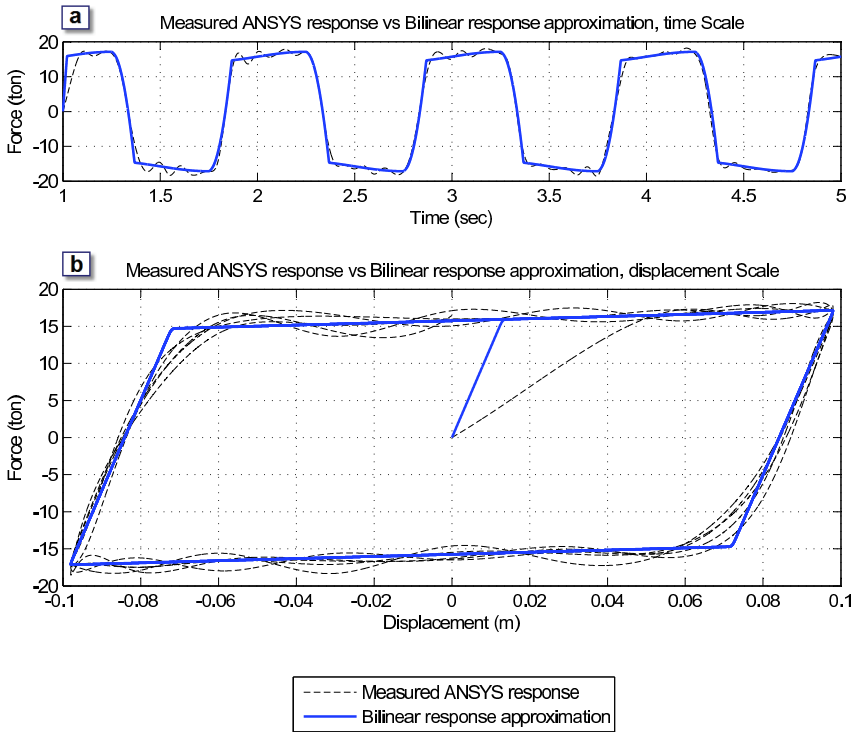 a
Measured ANSYS response vs Bilinear response approximation, time Scale
20
10
0
-10
-20
Force (ton)
1 1.5 2 2.5 3 3.5 4 4.5 5
Time (sec)
b
Measured ANSYS response vs Bilinear response approximation, displacement Scale
20
15
10
5
0
-5
-10
-15
-20
Force (ton)
-0.1 -0.08 -0.06 -0.04 -0.02 0 0.02 0.04 0.06 0.08 0.1
Displacement (m)
Measured ANSYS response
Bilinear response approximation